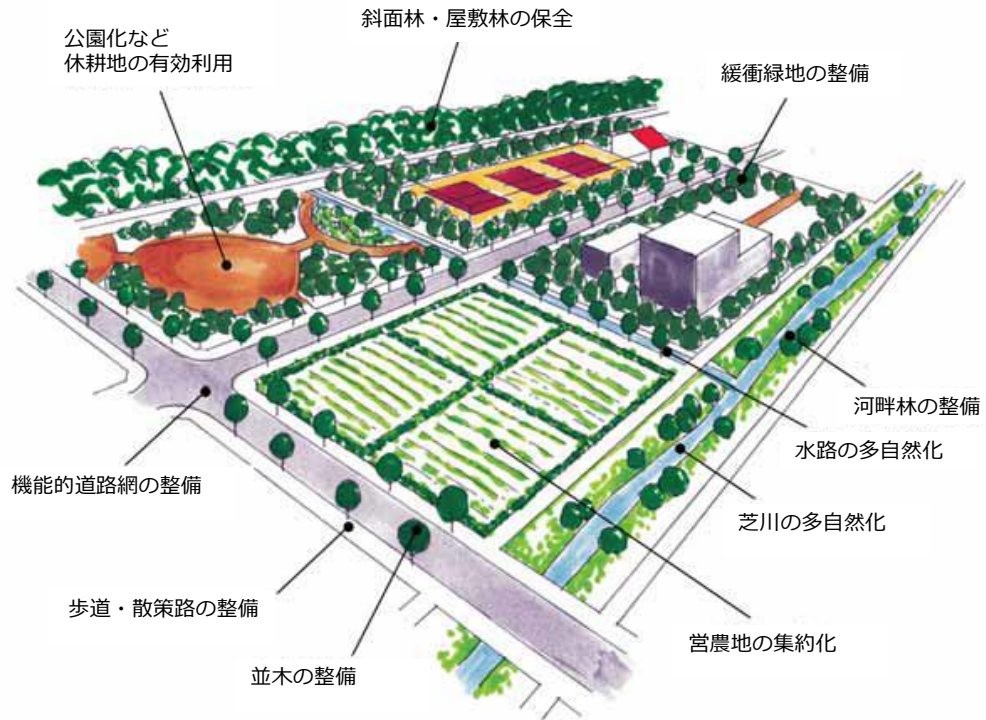 斜面林・屋敷林の保全
公園化など
休耕地の有効利用
緩衝緑地の整備
河畔林の整備
水路の多自然化
機能的道路網の整備
芝川の多自然化
歩道・散策路の整備
営農地の集約化
並木の整備